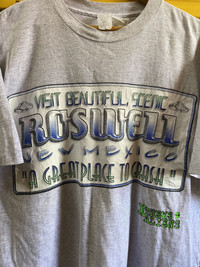 VISIT BEAUTIFUL, SCENIC
ROSWELL
NEW MEXICO
"A GREAT PLACE TO CRASH"